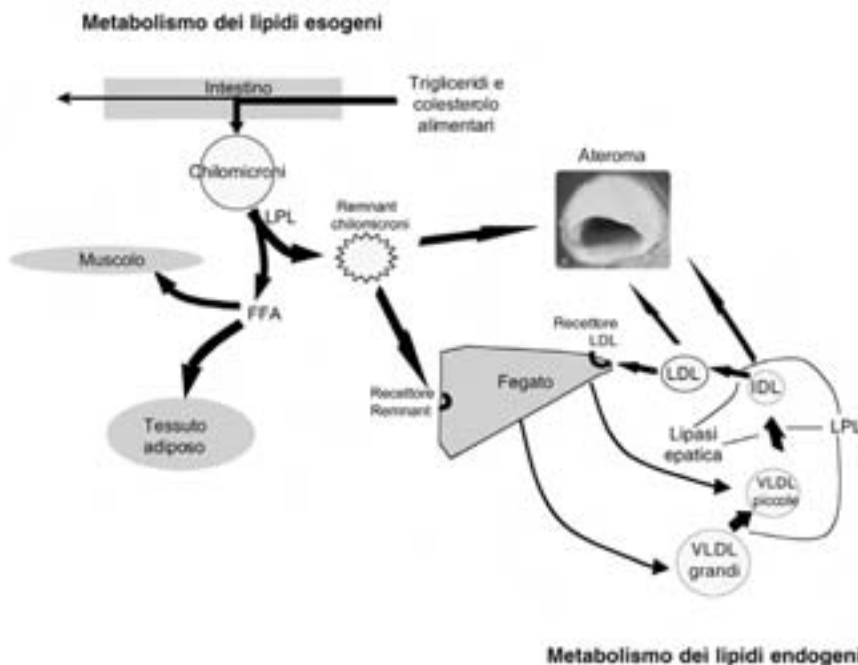 Metabolismo dei lipidi esogeni
Intestino
Trigliceridi e
colesterolo
alimentari
Chilomicroni
Ateroma
LPL
Remnant
chilomicroni
Muscolo
FFA
Recettore
LDL
Fegato
LDL
IDL
Recettore
Remnant
Tessuto
adiposo
Lipasi
epatica
LPL
VLDL
piccole
VLDL
grandi
Metabolismo dei lipidi endogeni